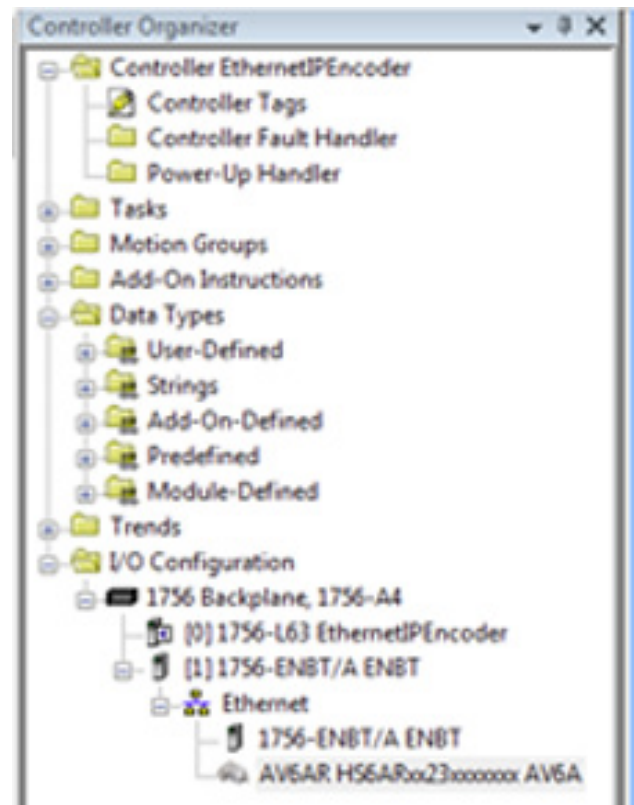 Controller Organizer
Controller EthernetIPEncoder
Controller Tags
Controller Fault Handler
Power-Up Handler
Tasks
Motion Groups
Add-On Instructions
Data Types
User-Defined
Strings
Add-On-Defined
Predefined
Module-Defined
Trends
I/O Configuration
1756 Backplane, 1756-A4
[0] 1756-L63 EthernetIPEncoder
[1] 1756-ENBT/A ENBT
Ethernet
1756-ENBT/A ENBT
AV6AR HS6ARxx23xxxxxxx AV6A